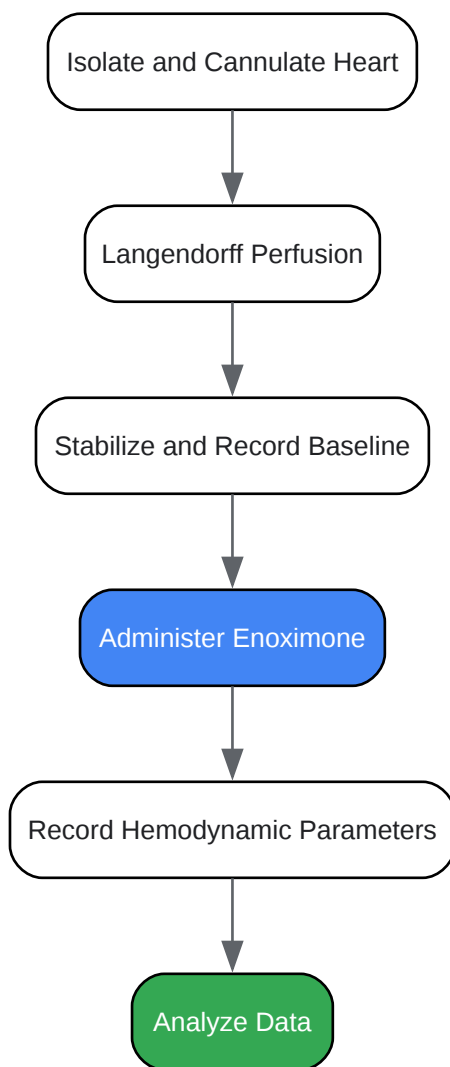 Isolate and Cannulate Heart
Langendorff Perfusion
Stabilize and Record Baseline
Administer Enoximone
Record Hemodynamic Parameters
Analyze Data